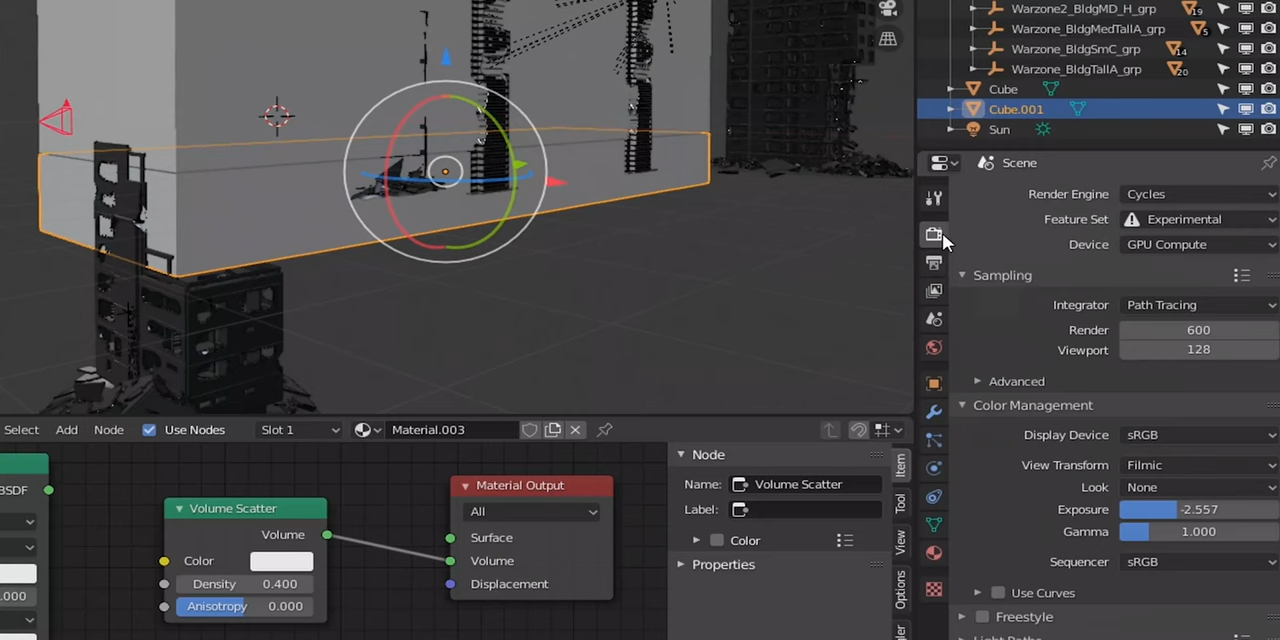 Warzone2_BldgMD_H_grp 19
Warzone_BldgMedTallA_grp 5
Warzone_BldgSmC_grp 14
Warzone_BldgTallA_grp 20
Cube
Cube.001
Sun
Scene
Render Engine Cycles
Feature Set Experimental
Device GPU Compute
Sampling
Integrator Path Tracing
Render 600
Viewport 128
Advanced
Color Management
Display Device sRGB
View Transform Filmic
Look None
Exposure -2.557
Gamma 1.000
Sequencer sRGB
Use Curves
Freestyle
Select Add Node Use Nodes Slot 1 Material.003
BSDF
.000
Volume Scatter
Volume
Color
Density 0.400
Anisotropy 0.000
Material Output
All
Surface
Volume
Displacement
Node
Name: Volume Scatter
Label:
Color
Properties
Item
Tool
View
Options